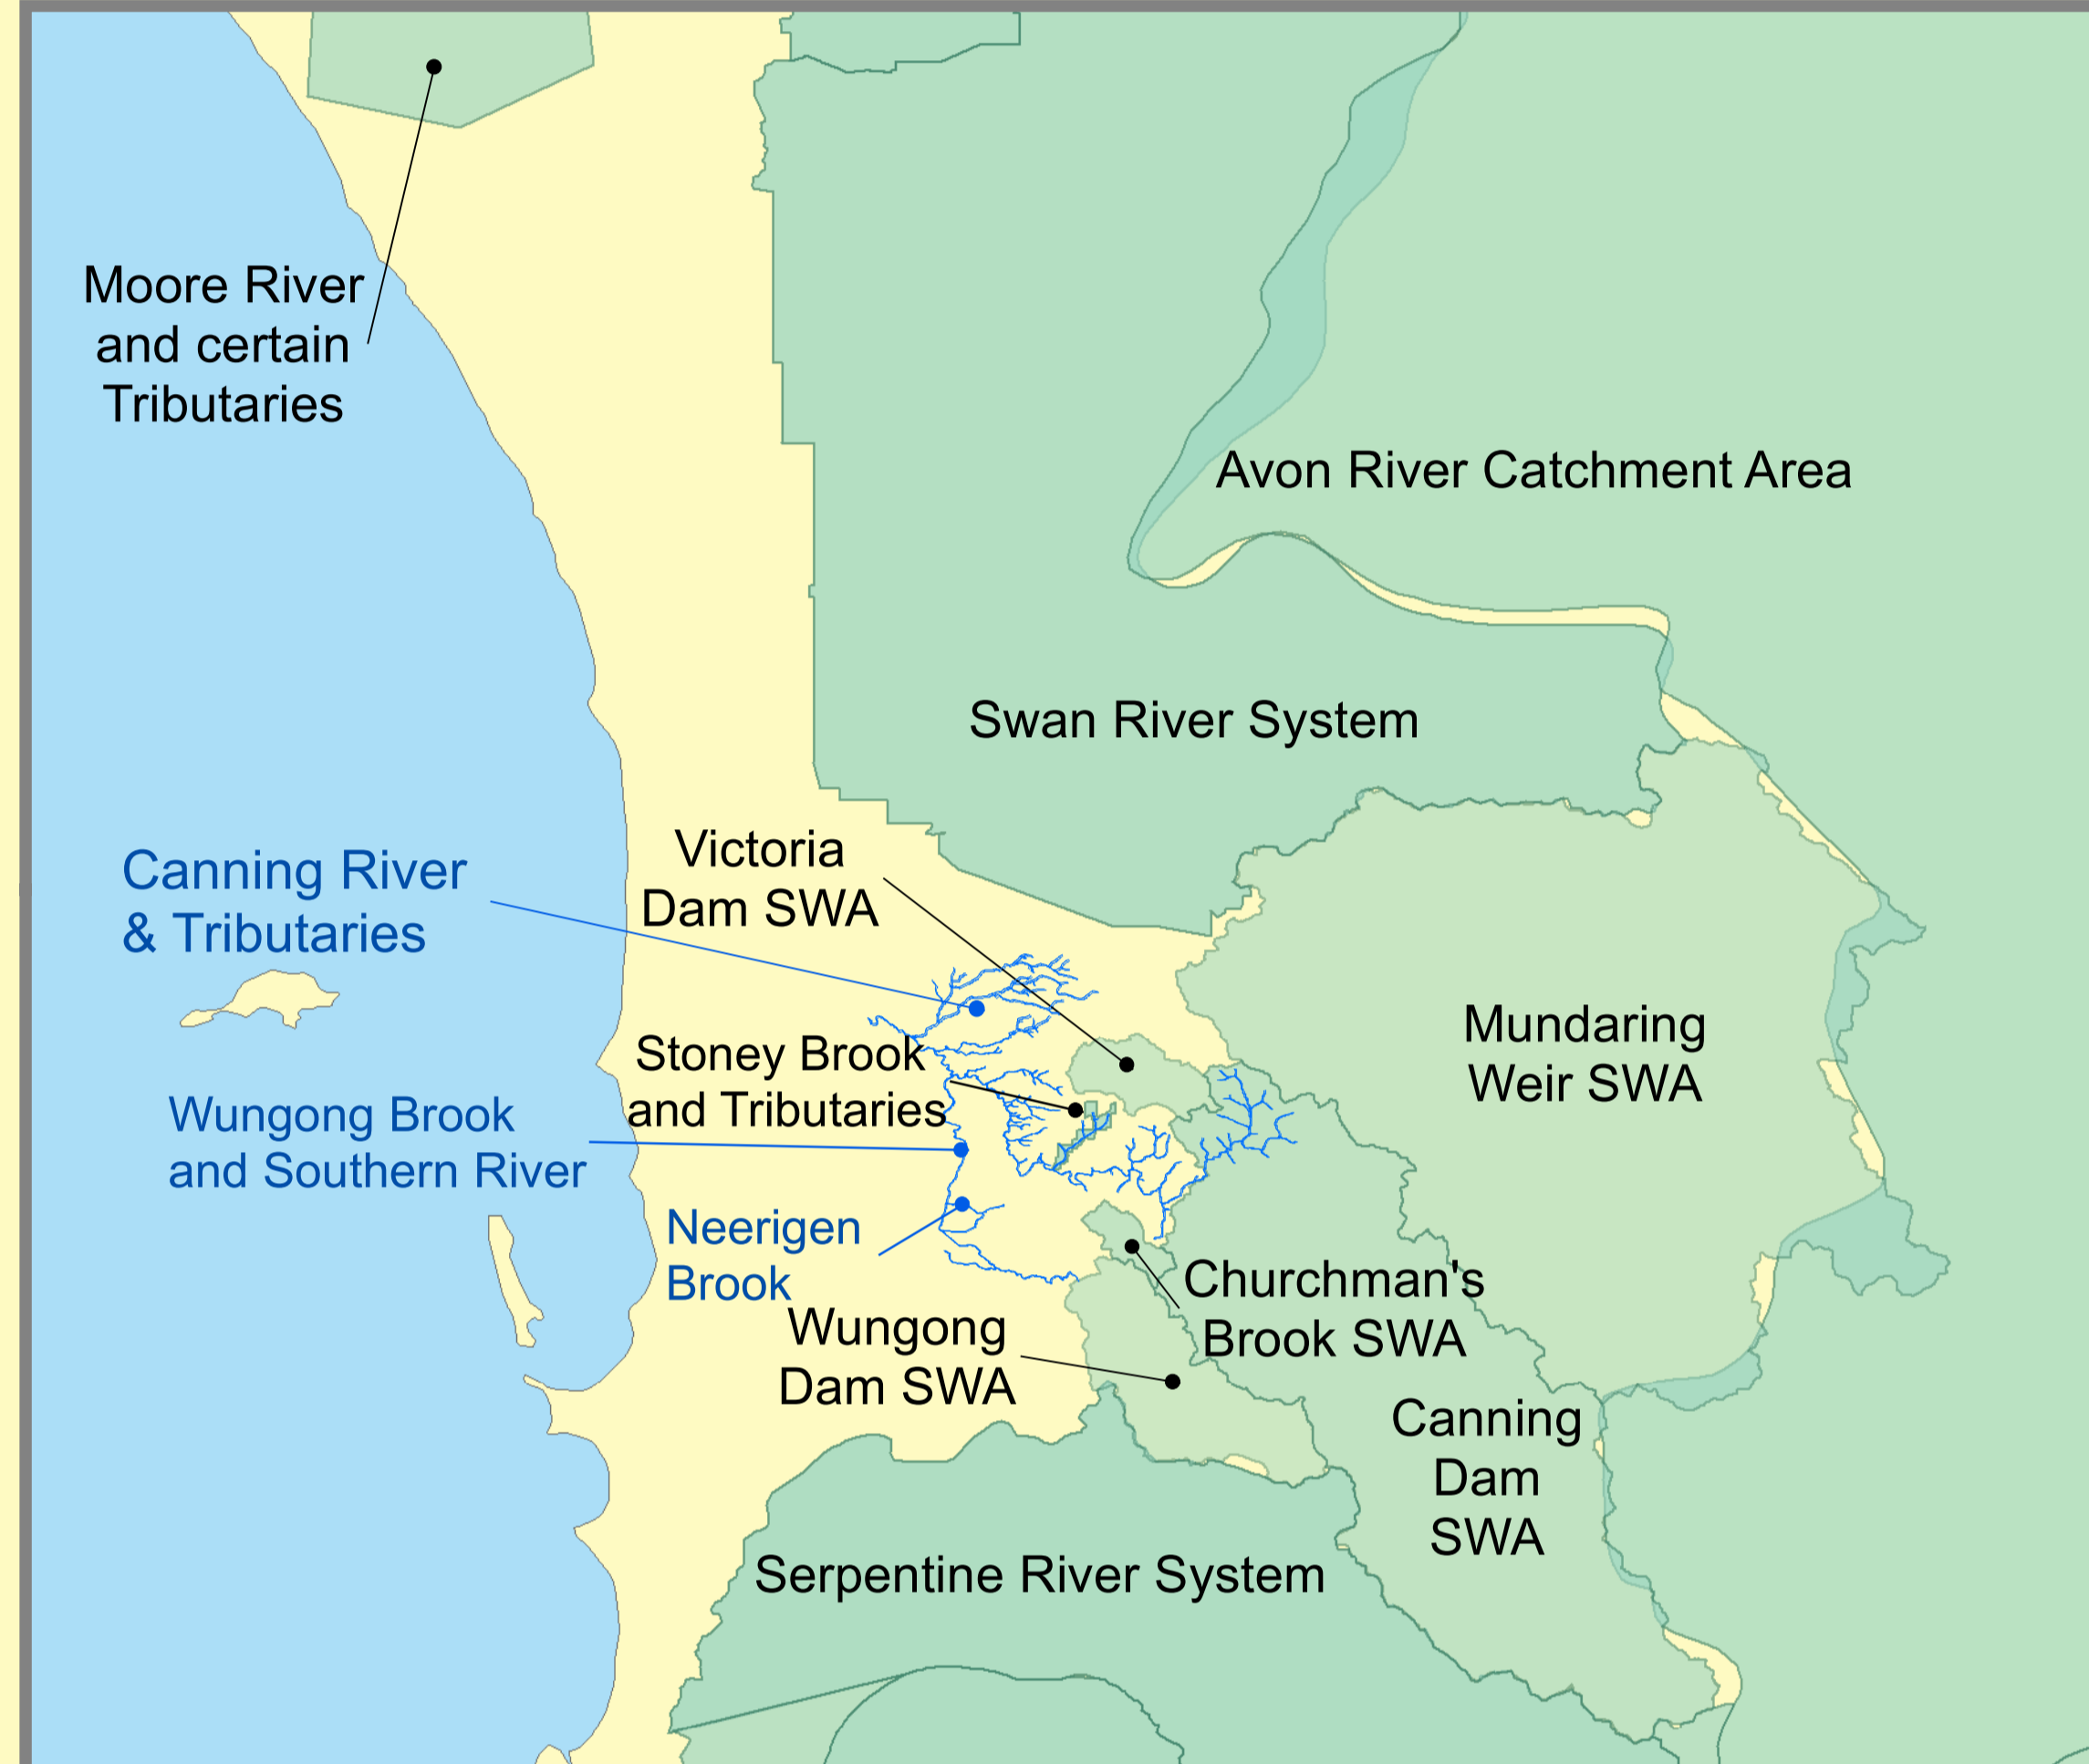 Moore River
and certain
Tributaries
Avon River Catchment Area
Swan River System
Victoria
Dam SWA
Canning River
& Tributaries
Mundaring
Weir SWA
Stoney Brook
and Tributaries
Wungong Brook
and Southern River
Neerigen
Brook
Churchman's
Brook SWA
Wungong
Dam SWA
Canning
Dam
SWA
Serpentine River System